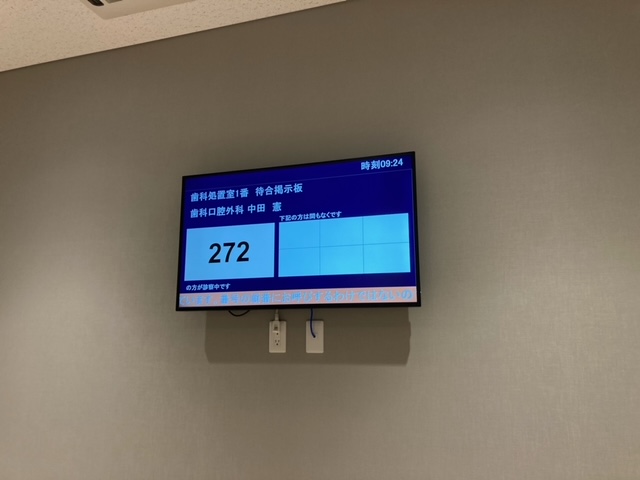 時刻09:24
歯科処置室1番 待合掲示板
歯科口腔外科 中田 憲
下記の方は間もなくです
272
の方が診察中です